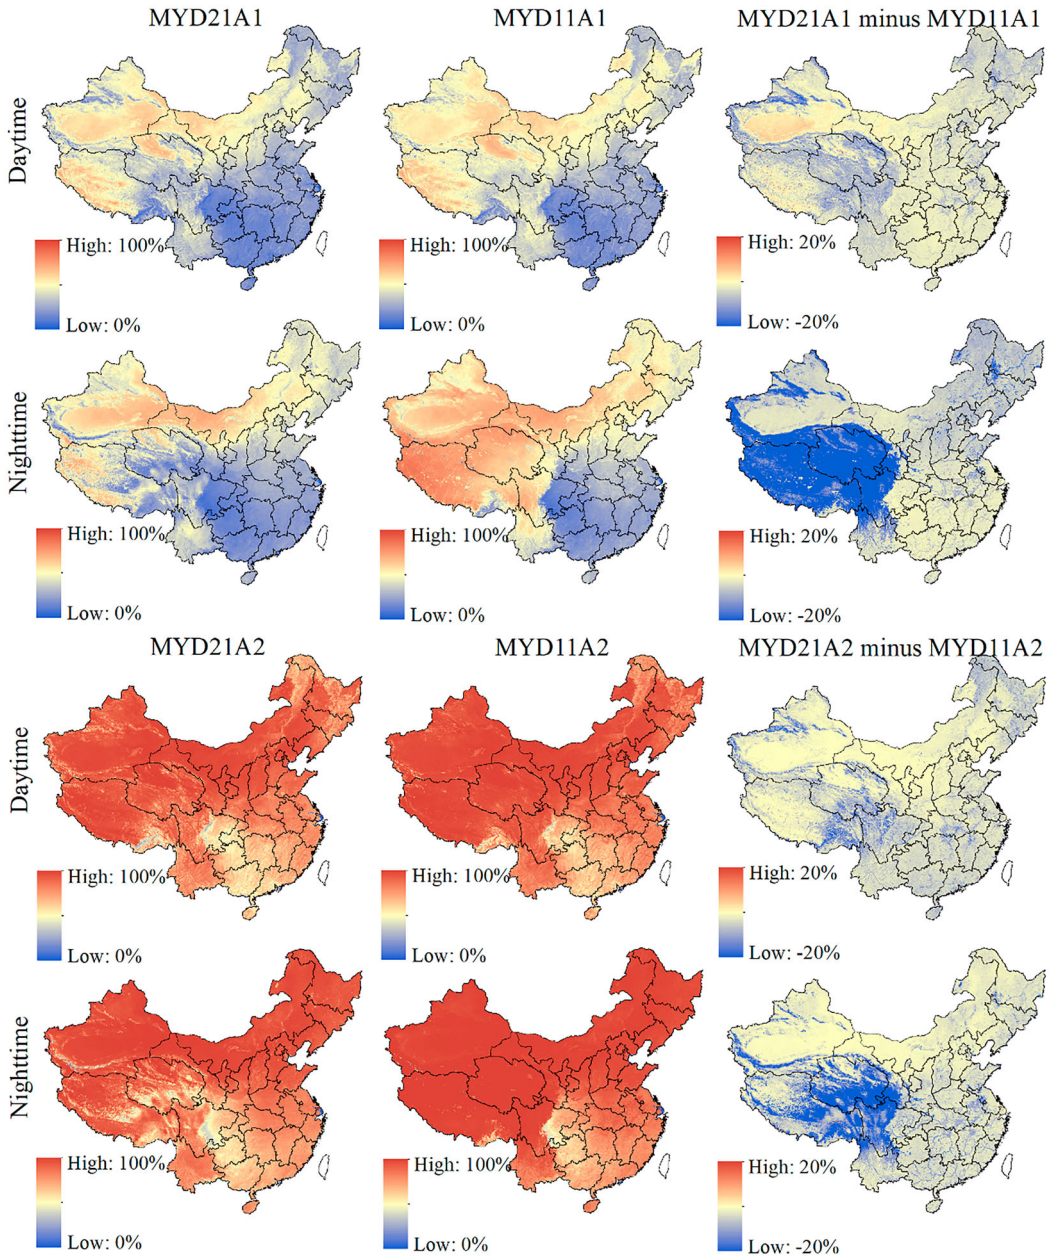 MYD21A1
MYD11A1
MYD21A1 minus MYD11A1
Daytime
High: 100%
Low: 0%
High: 100%
Low: 0%
High: 20%
Low: -20%
Nighttime
High: 100%
Low: 0%
High: 100%
Low: 0%
High: 20%
Low: -20%
MYD21A2
MYD11A2
MYD21A2 minus MYD11A2
Daytime
High: 100%
Low: 0%
High: 100%
Low: 0%
High: 20%
Low: -20%
Nighttime
High: 100%
Low: 0%
High: 100%
Low: 0%
High: 20%
Low: -20%